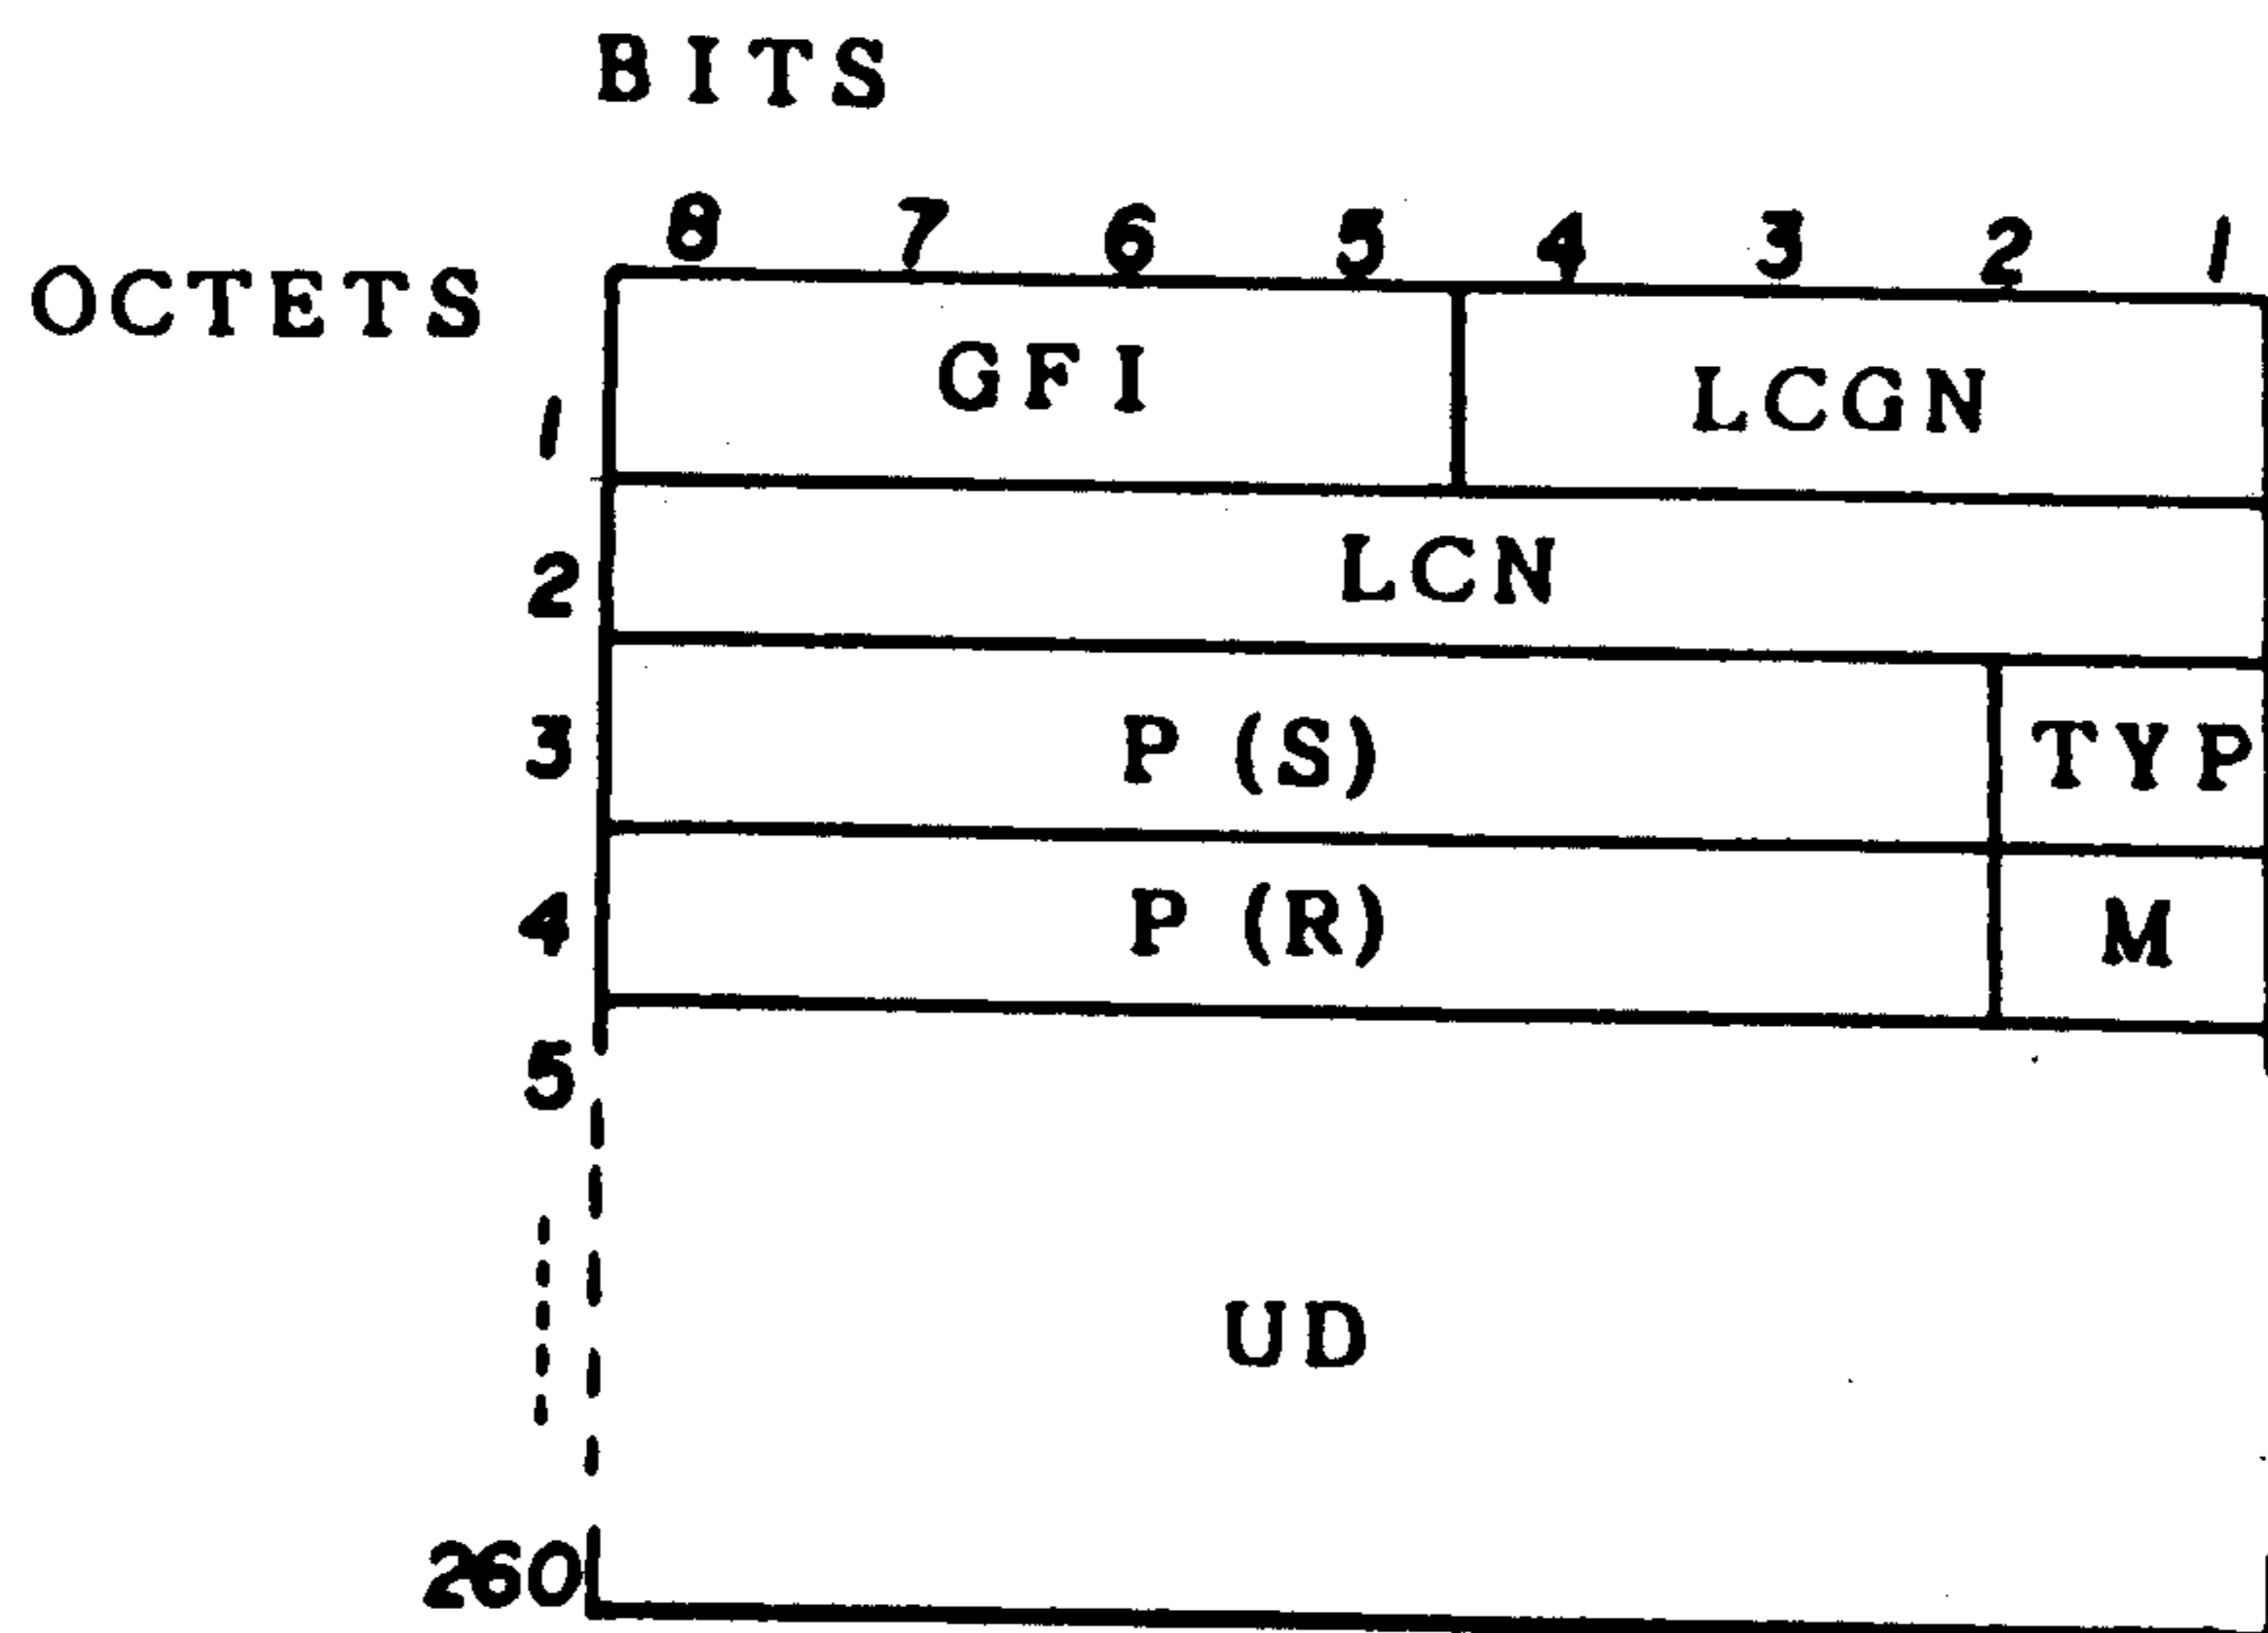 BITS
8 7 6 5 4 3 2 1
OCTETS
1 GFI LCGN
2 LCN
3 P (S) TYP
4 P (R) M
5
UD
260